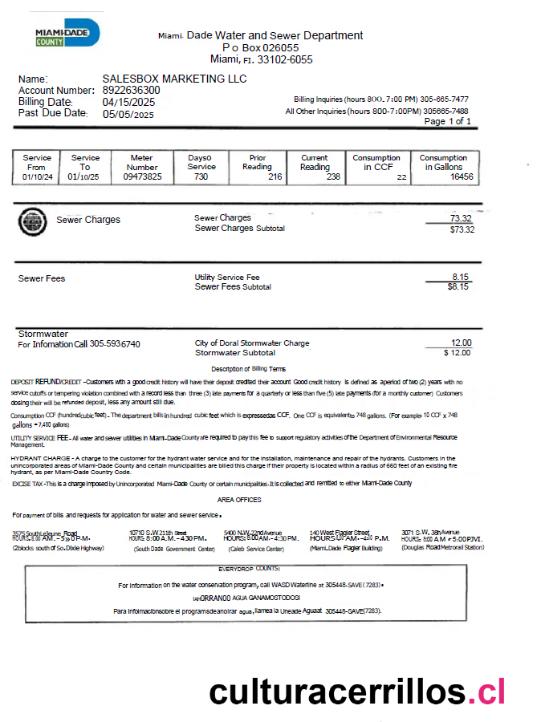 MIAMI-DADE
COUNTY
Miami. Dade Water and Sewer Department
P o Box 026055
Miami, F1. 33102-6055
Name: SALESBOX MARKETING LLC
Account Number: 8922636300
Billing Date: 04/15/2025
Past Due Date: 05/05/2025
Billing Inquiries (hours 800. 7:00 PM) 305-665-7477
All Other Inquiries (hours 800-7:00PM) 305665-7488
Page 1 of 1
Service From 01/10/24
Service To 01/10/25
Meter Number 09473825
Dayso Service 730
Prior Reading 216
Current Reading 238
Consumption in CCF 22
Consumption in Gallons 16456
Sewer Charges
Sewer Charges 73.32
Sewer Charges Subtotal $73.32
Sewer Fees
Utility Service Fee 8.15
Sewer Fees Subtotal $8.15
Stormwater
For Infomation Call 305-5936740
City of Doral Stormwater Charge 12.00
Stormwater Subtotal $ 12.00
Description of Billing Terms
DEPOSIT REFUND/CREDIT -Customers with a good credit history will have their deposit credited their account Good credit history is defined as aperiod of two (2) years with no
service cutoffs or tempering violation combined with a record less than three (3) late payments for a quarterly or less than five (5) late payments (for a monthly customer) Customers
closing their will be refunded deposit, less any amount still due.
Consumption CCF (hundred cubic feet). - The department bills in hundred cubic feet which is expressed as CCF, One CCF is equivalent to 748 gallons. (For example 10 CCF x 748
gallons = 7,480 gallons)
UTILITY SERVICE FEE - All water and sewer utilities in Miami-Dade County are required to pay this fee to support regulatory activities of the Department of Environmental Resource
Management.
HYDRANT CHARGE - A charge to the customer for the hydrant water service and for the installation, maintenance and repair of the hydrants. Customers in the
unincorporated areas of Miami-Dade County and certain municipalities are billed this charge if their property is located within a radius of 660 feet of an existing fire
hydrant, as per Miami-Dade Country Code.
EXCISE TAX - This is a charge imposed by Unincorporated Miami-Dade County or certain municipalities. It is collected and remitted to either Miami-Dade County
AREA OFFICES
For payment of bills and requests for application for water and sewer service.
3575 South Lejeune Road
HOURS: 8:00 AM. - 5:00 P.M.
(2 blocks south of So. Dixie Highway)
10710 S.W. 211th Street
HOURS: 8:00 A.M. - 4:30 PM.
(South Dade Government Center)
5400 N.W. 22nd Avenue
HOURS: 8:00 A.M. - 4:30 PM.
(Caleb Service Center)
140 West Flagler Street
HOURS 8:00 A.M. - 4:00 P.M.
(Miami.Dade Flagler Building)
3071 S.W. 38th Avenue
HOURS: 8:00 A.M - 5:00 P.M.
(Douglas Road Metrorail Station)
EVERYDROP COUNTS:
For information on the water conservation program, call WASD Waterline at 305448-SAVE (7283).
AGUA GANAMOSTODOS!
Para Informacionsobre el programsdeanoirar agua, llamea la Uneade Aguaat 305448-SAVE(7283).
culturacerrillos.cl